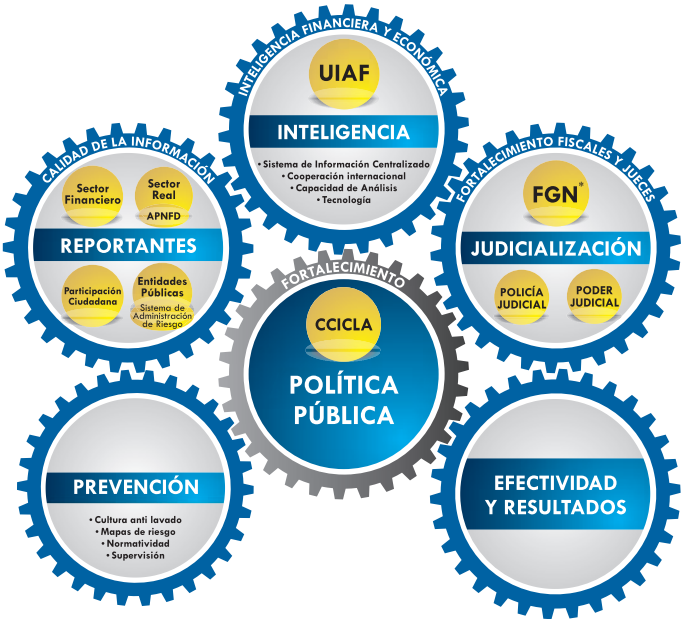 INTELIGENCIA FINANCIERA Y ECONÓMICA
UIAF
INTELIGENCIA
• Sistema de Información Centralizado
• Cooperación internacional
• Capacidad de Análisis
• Tecnología
CALIDAD DE LA INFORMACIÓN
Sector
Financiero
Sector
Real
APNFD
REPORTANTES
Participación
Ciudadana
Entidades
Públicas
Sistema de
Administración
de Riesgo
FORTALECIMIENTO FISCALES Y JUECES
FGN*
JUDICIALIZACIÓN
POLICÍA
JUDICIAL
PODER
JUDICIAL
FORTALECIMIENTO
CCICLA
POLÍTICA
PÚBLICA
PREVENCIÓN
• Cultura anti lavado
• Mapas de riesgo
• Normatividad
• Supervisión
EFECTIVIDAD
Y RESULTADOS